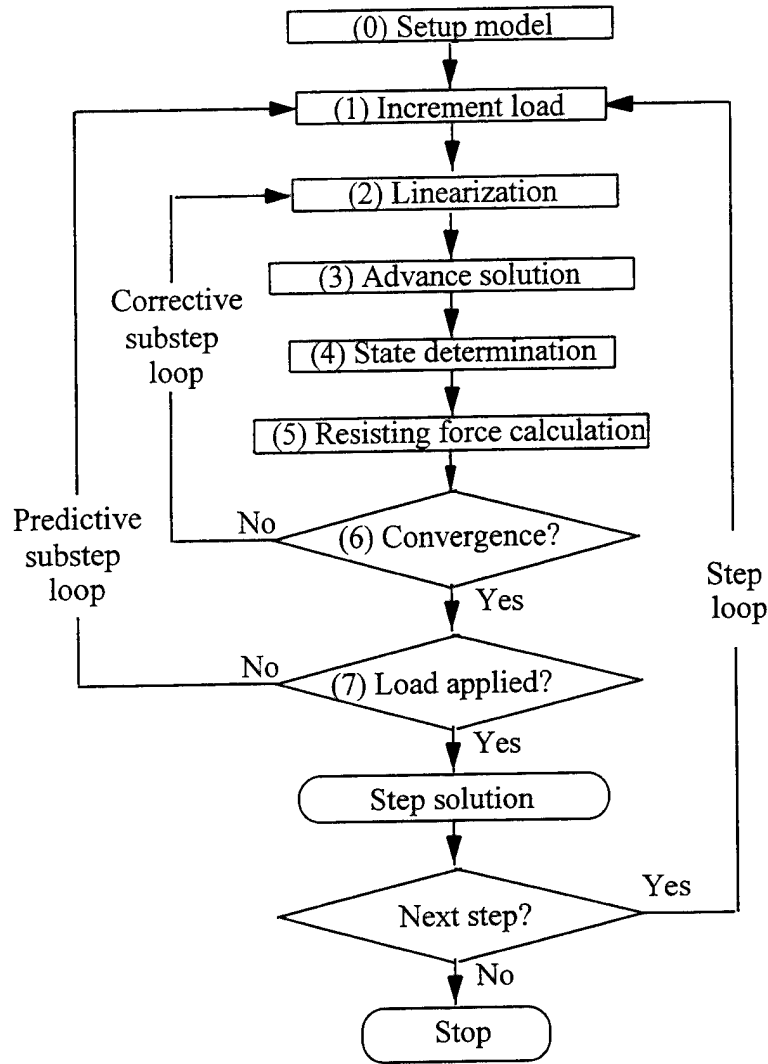 (0) Setup model
(1) Increment load
(2) Linearization
(3) Advance solution
Corrective
substep
loop
(4) State determination
(5) Resisting force calculation
Predictive
substep
loop
No
(6) Convergence?
Step
loop
Yes
No
(7) Load applied?
Yes
Step solution
Yes
Next step?
No
Stop